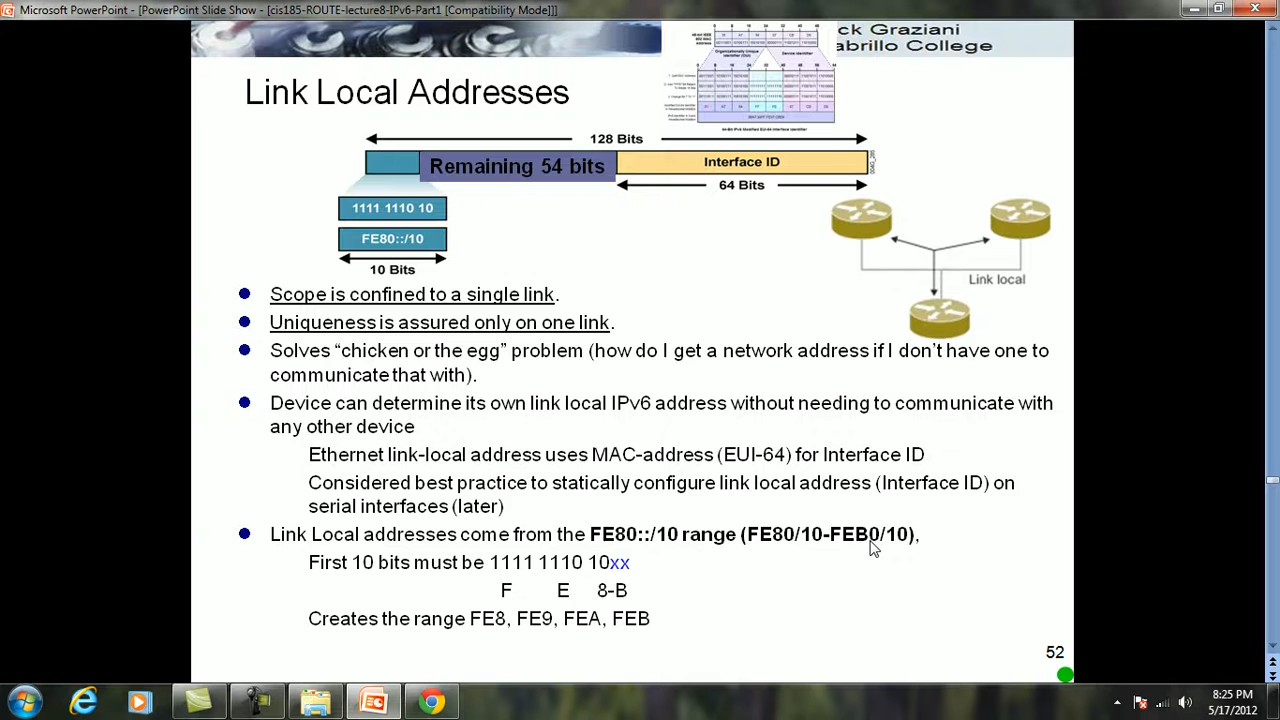 Microsoft PowerPoint - [PowerPoint Slide Show - [cis185-ROUTE-lecture8-IPv6-Part1 [Compatibility Mode]]]
ck Graziani
abrillo College
Link Local Addresses
128 Bits
Remaining 54 bits
Interface ID
64 Bits
1111 1110 10
FE80::/10
10 Bits
Link local
Scope is confined to a single link.
Uniqueness is assured only on one link.
Solves “chicken or the egg” problem (how do I get a network address if I don’t have one to
communicate that with).
Device can determine its own link local IPv6 address without needing to communicate with
any other device
Ethernet link-local address uses MAC-address (EUI-64) for Interface ID
Considered best practice to statically configure link local address (Interface ID) on
serial interfaces (later)
Link Local addresses come from the FE80::/10 range (FE80/10-FEB0/10),
First 10 bits must be 1111 1110 10xx
F E 8-B
Creates the range FE8, FE9, FEA, FEB
52
8:25 PM
5/17/2012